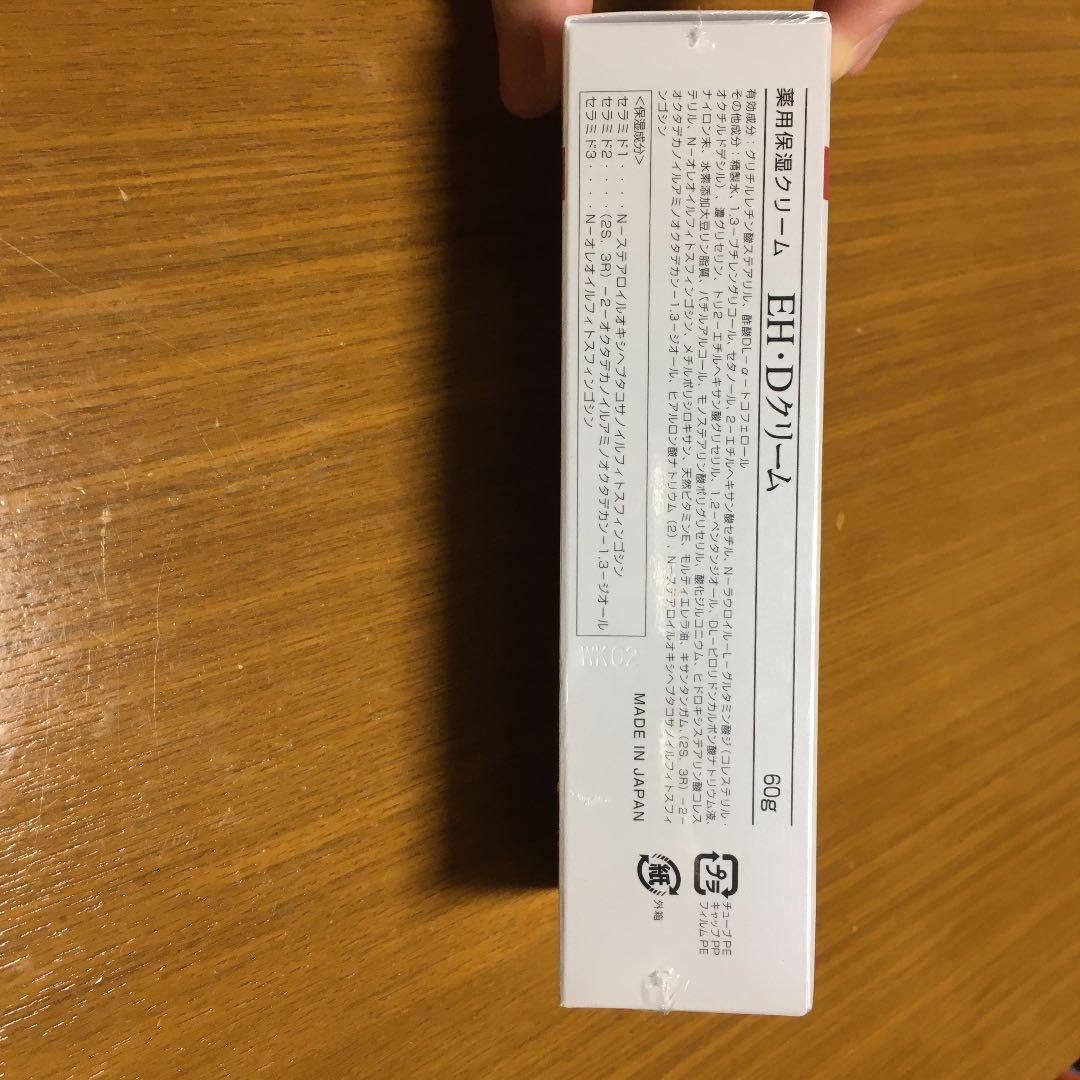 薬用保湿クリーム EH・Dクリーム 60g
有効成分：グリチルレチン酸ステアリル、酢酸DL-α-トコフェロール
その他成分：精製水、1,3-ブチレングリコール、セタノール、2-エチルヘキサン酸セチル、N-ラウロイル-L-グルタミン酸ジ（コレステリル・
オクチルドデシル）、濃グリセリン、トリ2-エチルヘキサン酸グリセリル、1,2-ペンタンジオール、DL-ピロリドンカルボン酸ナトリウム液、
ナイロン末、水素添加大豆リン脂質、バチルアルコール、モノステアリン酸ポリグリセリル、酸化ジルコニウム、ヒドロキシステアリン酸コレス
テリル、N-オレオイルフィトスフィンゴシン、メチルポリシロキサン、天然ビタミンE、モルティエレラ油、キサンタンガム、（2S，3R）-2-
オクタデカノイルアミノオクタデカン-1,3-ジオール、ヒアルロン酸ナトリウム（2）、N-ステアロイルオキシヘプタコサノイルフィトスフィ
ンゴシン
<保湿成分>
セラミド1・・・・N-ステアロイルオキシヘプタコサノイルフィトスフィンゴシン
セラミド2・・・・（2S，3R）-2-オクタデカノイルアミノオクタデカン-1,3-ジオール
セラミド3・・・・N-オレオイルフィトスフィンゴシン
WK02
MADE IN JAPAN
プラ
チューブPE
キャップPP
フィルムPE
紙
外箱